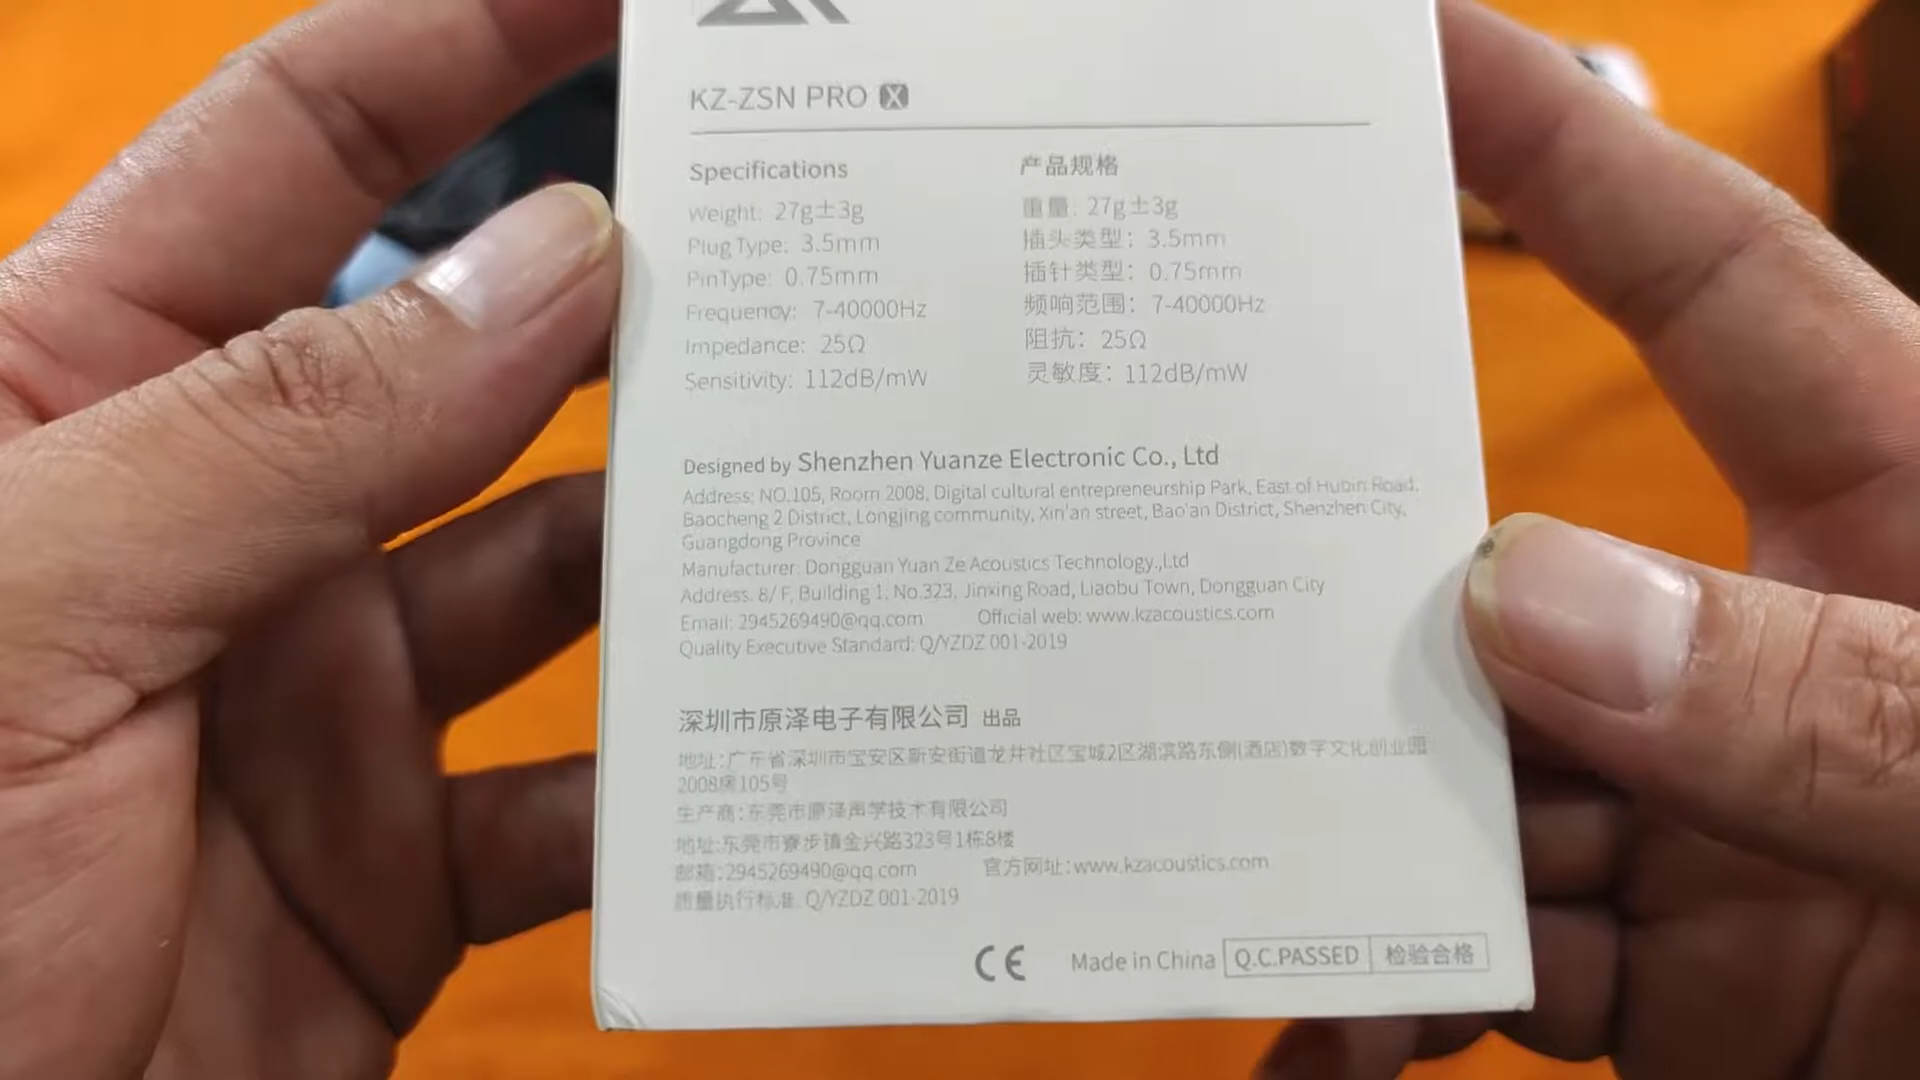 KZ-ZSN PRO X
Specifications
Weight: 27g±3g
Plug Type: 3.5mm
PinType: 0.75mm
Frequency: 7-40000Hz
Impedance: 25Ω
Sensitivity: 112dB/mW
产品规格
重量: 27g±3g
插头类型: 3.5mm
插针类型: 0.75mm
频响范围: 7-40000Hz
阻抗: 25Ω
灵敏度: 112dB/mW
Designed by Shenzhen Yuanze Electronic Co., Ltd
Address: NO.105, Room 2008, Digital cultural entrepreneurship Park, East of Hubin Road,
Baocheng 2 District, Longjing community, Xin'an street, Bao'an District, Shenzhen City,
Guangdong Province
Manufacturer: Dongguan Yuan Ze Acoustics Technology.,Ltd
Address: 8/ F, Building 1, No.323, Jinxing Road, Liaobu Town, Dongguan City
Email: 2945269490@qq.com Official web: www.kzacoustics.com
Quality Executive Standard: Q/YZDZ 001-2019
深圳市原泽电子有限公司 出品
地址:广东省深圳市宝安区新安街道龙井社区宝城2区湖滨路东侧(酒店)数字文化创业园
2008房105号
生产商:东莞市原泽声学技术有限公司
地址:东莞市寮步镇金兴路323号1栋8楼
邮箱:2945269490@qq.com 官方网址:www.kzacoustics.com
质量执行标准: Q/YZDZ 001-2019
CE Made in China Q.C.PASSED 检验合格